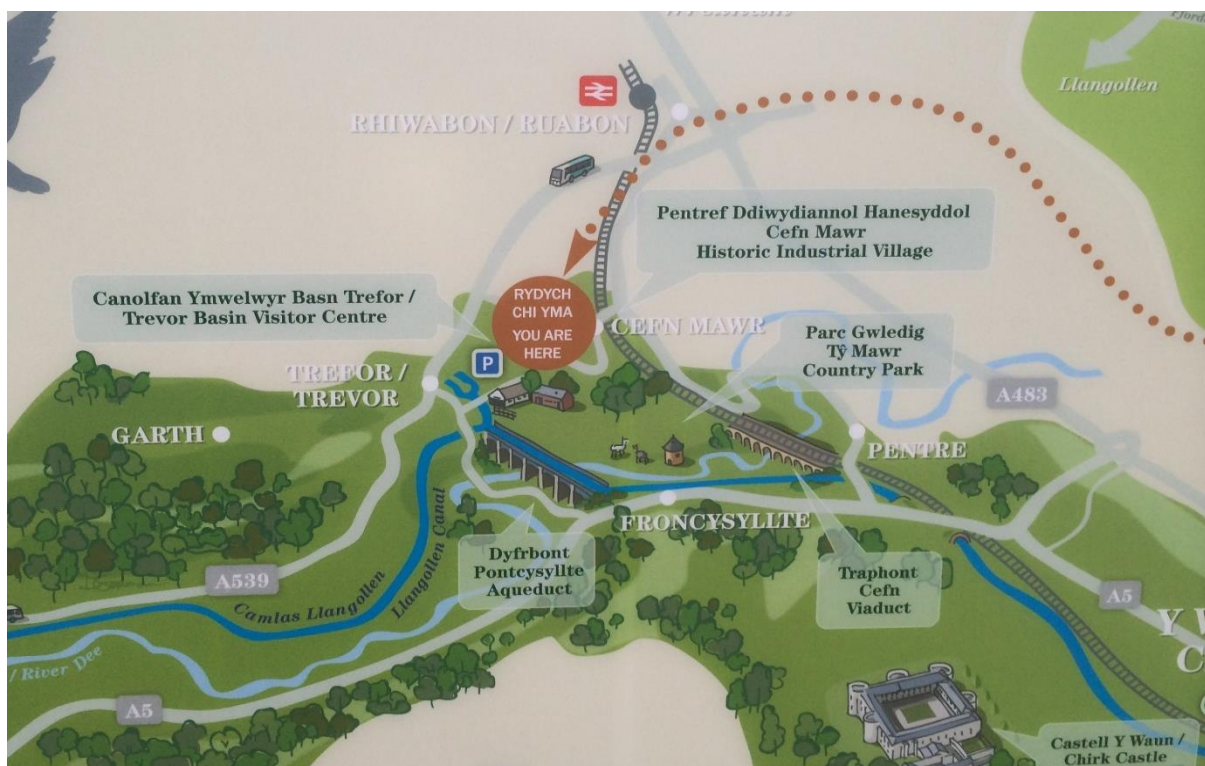 Llangollen
RHIWABON / RUABON
Pentref Ddiwydiannol Hanesyddol
Cefn Mawr
Historic Industrial Village
Canolfan Ymwelwyr Basn Trefor /
Trevor Basin Visitor Centre
RYDYCH
CHI YMA
YOU ARE
HERE
CEFN MAWR
Parc Gwledig
Tŷ Mawr
Country Park
P
TREFOR /
TREVOR
A483
GARTH
PENTRE
FRONCYSYLLTE
Dyfrbont
Pontcysyllte
Aqueduct
Traphont
Cefn
Viaduct
A539
Camlas Llangollen
Llangollen Canal
A5
/ River Dee
A5
Y
C
Castell Y Waun /
Chirk Castle